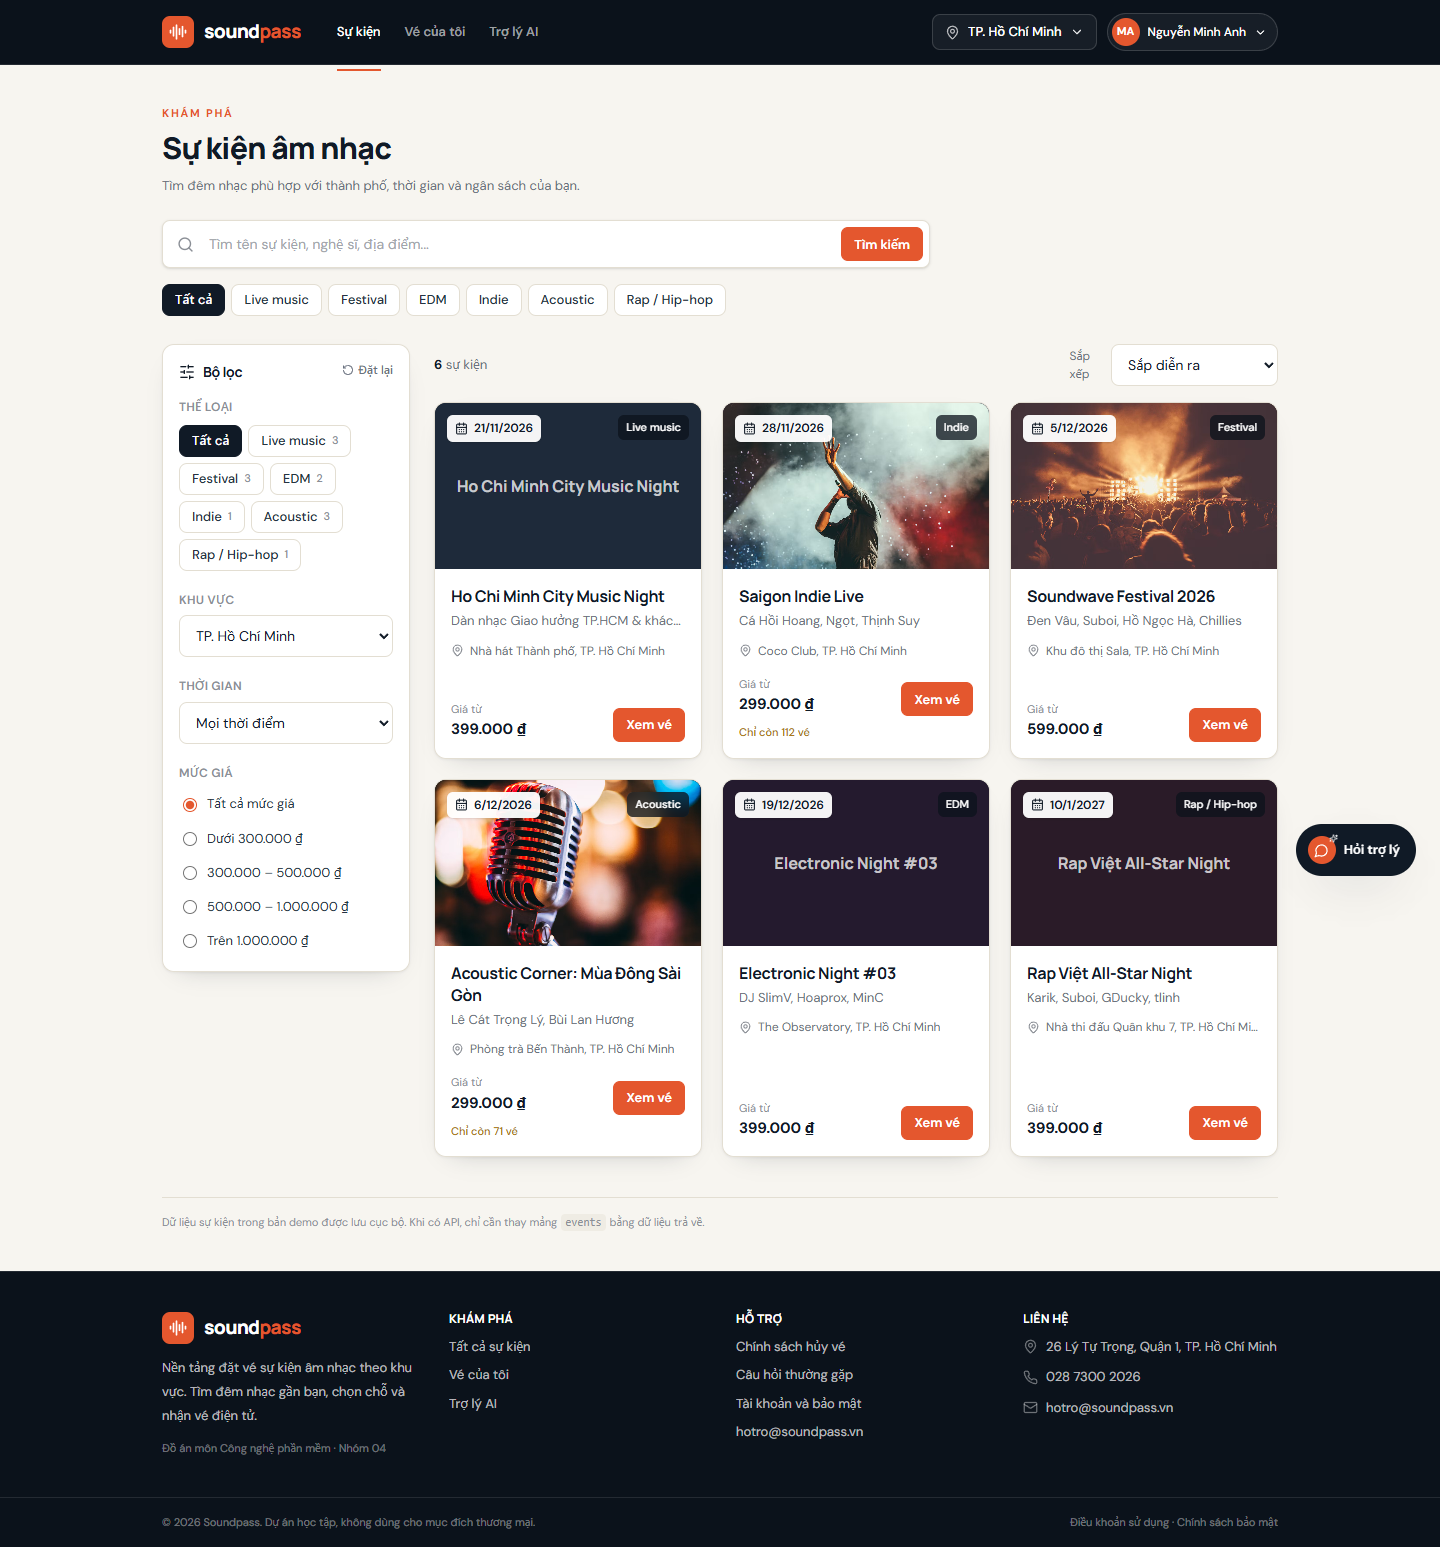 soundpass
Sự kiện
Vé của tôi
Trợ lý AI
TP. Hồ Chí Minh
MA
Nguyễn Minh Anh
KHÁM PHÁ
Sự kiện âm nhạc
Tìm đêm nhạc phù hợp với thành phố, thời gian và ngân sách của bạn.
Tìm tên sự kiện, nghệ sĩ, địa điểm...
Tìm kiếm
Tất cả
Live music
Festival
EDM
Indie
Acoustic
Rap / Hip-hop
Bộ lọc
Đặt lại
THỂ LOẠI
Tất cả
Live music 3
Festival 3
EDM 2
Indie 1
Acoustic 3
Rap / Hip-hop 1
KHU VỰC
TP. Hồ Chí Minh
THỜI GIAN
Mọi thời điểm
MỨC GIÁ
Tất cả mức giá
Dưới 300.000 ₫
300.000 – 500.000 ₫
500.000 – 1.000.000 ₫
Trên 1.000.000 ₫
6 sự kiện
Sắp
xếp
Sắp diễn ra
21/11/2026
Live music
Ho Chi Minh City Music Night
Ho Chi Minh City Music Night
Dàn nhạc Giao hưởng TP.HCM & khác...
Nhà hát Thành phố, TP. Hồ Chí Minh
Giá từ
399.000 ₫
Xem vé
28/11/2026
Indie
Saigon Indie Live
Cá Hồi Hoang, Ngọt, Thịnh Suy
Coco Club, TP. Hồ Chí Minh
Giá từ
299.000 ₫
Xem vé
Chỉ còn 112 vé
5/12/2026
Festival
Soundwave Festival 2026
Đen Vâu, Suboi, Hồ Ngọc Hà, Chillies
Khu đô thị Sala, TP. Hồ Chí Minh
Giá từ
599.000 ₫
Xem vé
6/12/2026
Acoustic
Acoustic Corner: Mùa Đông Sài
Gòn
Lê Cát Trọng Lý, Bùi Lan Hương
Phòng trà Bến Thành, TP. Hồ Chí Minh
Giá từ
299.000 ₫
Xem vé
Chỉ còn 71 vé
19/12/2026
EDM
Electronic Night #03
Electronic Night #03
DJ SlimV, Hoaprox, MinC
The Observatory, TP. Hồ Chí Minh
Giá từ
399.000 ₫
Xem vé
10/1/2027
Rap / Hip-hop
Rap Việt All-Star Night
Rap Việt All-Star Night
Karik, Suboi, GDucky, tlinh
Nhà thi đấu Quân khu 7, TP. Hồ Chí Mi...
Giá từ
399.000 ₫
Xem vé
Hỏi trợ lý
Dữ liệu sự kiện trong bản demo được lưu cục bộ. Khi có API, chỉ cần thay mảng events bằng dữ liệu trả về.
soundpass
Nền tảng đặt vé sự kiện âm nhạc theo khu
vực. Tìm đêm nhạc gần bạn, chọn chỗ và
nhận vé điện tử.
Đồ án môn Công nghệ phần mềm · Nhóm 04
KHÁM PHÁ
Tất cả sự kiện
Vé của tôi
Trợ lý AI
HỖ TRỢ
Chính sách hủy vé
Câu hỏi thường gặp
Tài khoản và bảo mật
hotro@soundpass.vn
LIÊN HỆ
26 Lý Tự Trọng, Quận 1, TP. Hồ Chí Minh
028 7300 2026
hotro@soundpass.vn
© 2026 Soundpass. Dự án học tập, không dùng cho mục đích thương mại.
Điều khoản sử dụng · Chính sách bảo mật